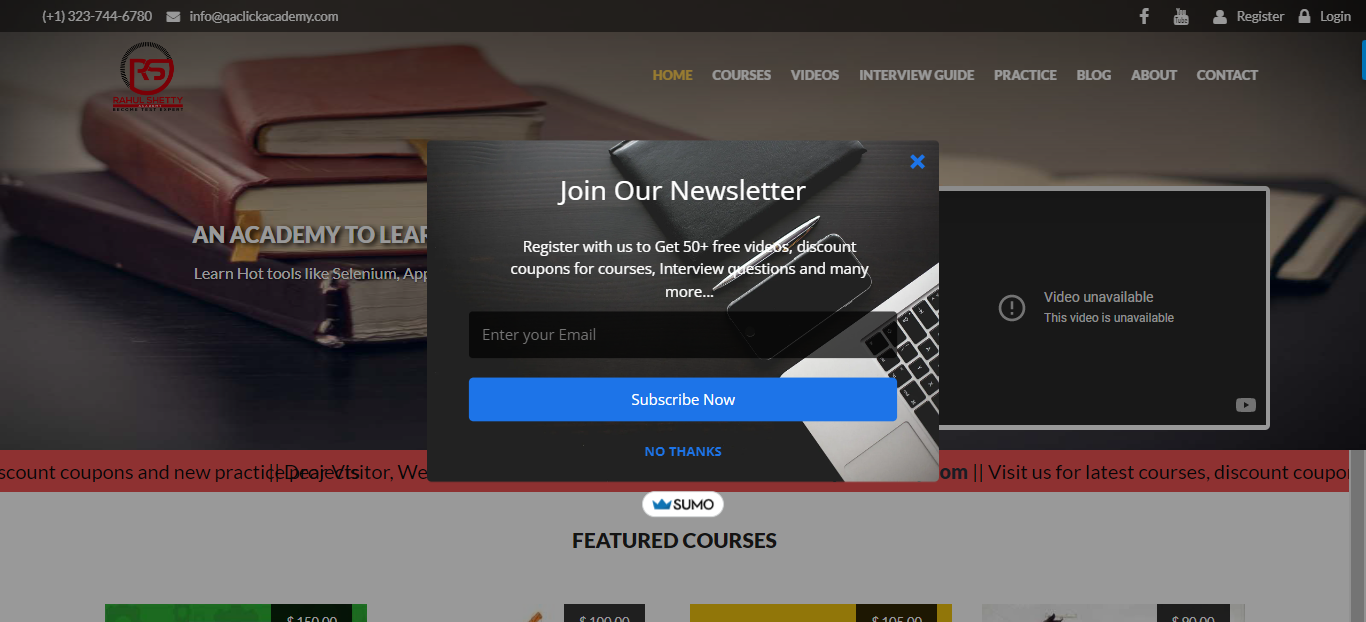 (+1) 323-744-6780 info@qaclickacademy.com Register Login
RS
RAHUL SHETTY
HOME COURSES VIDEOS INTERVIEW GUIDE PRACTICE BLOG ABOUT CONTACT
Join Our Newsletter
AN ACADEMY TO LEAR
Learn Hot tools like Selenium, App
Register with us to Get 50+ free videos, discount
coupons for courses, Interview questions and many
more...
Enter your Email
Subscribe Now
NO THANKS
Video unavailable
This video is unavailable
scount coupons and new practice projects
|| Dear Visitor, We
om || Visit us for latest courses, discount coupo
SUMO
FEATURED COURSES
$ 150.00 $ 100.00 $ 105.00 $ 90.00